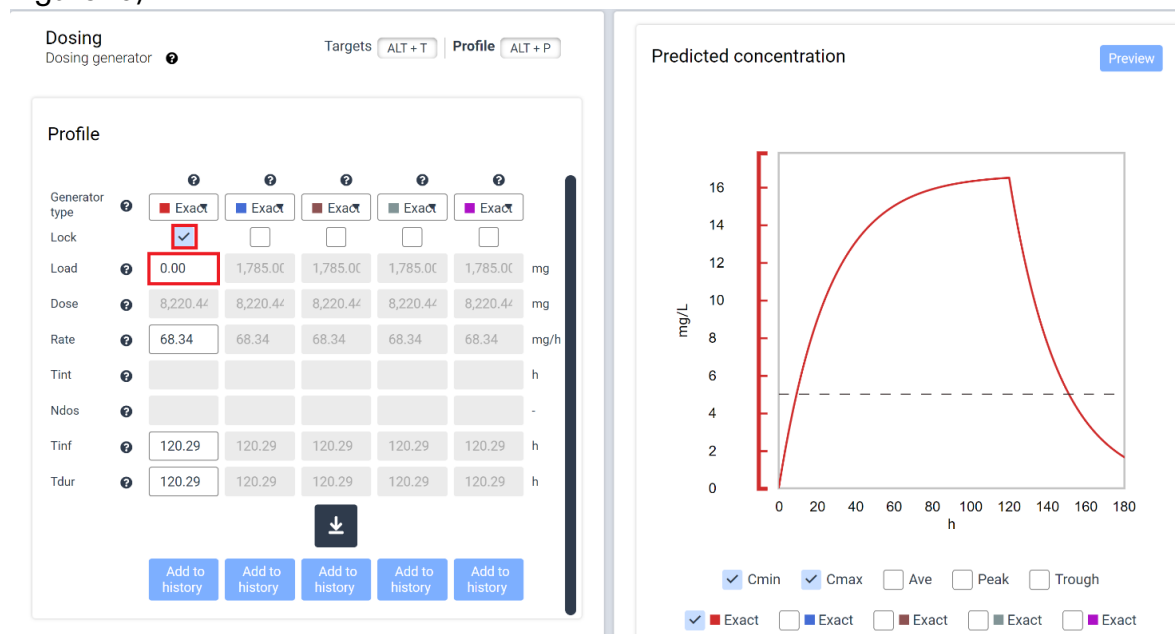 Dosing
Dosing generator ?
Targets ALT + T Profile ALT + P
Profile
? ? ? ? ?
Generator type ? Exact Exact Exact Exact Exact
Lock
Load ? 0.00 1,785.00 1,785.00 1,785.00 1,785.00 mg
Dose ? 8,220.44 8,220.44 8,220.44 8,220.44 8,220.44 mg
Rate ? 68.34 68.34 68.34 68.34 68.34 mg/h
Tint ? h
Ndos ? -
Tinf ? 120.29 120.29 120.29 120.29 120.29 h
Tdur ? 120.29 120.29 120.29 120.29 120.29 h
Add to history Add to history Add to history Add to history Add to history
Predicted concentration
Preview
16
14
12
10
mg/L
8
6
4
2
0
0 20 40 60 80 100 120 140 160 180
h
Cmin Cmax Ave Peak Trough
Exact Exact Exact Exact Exact